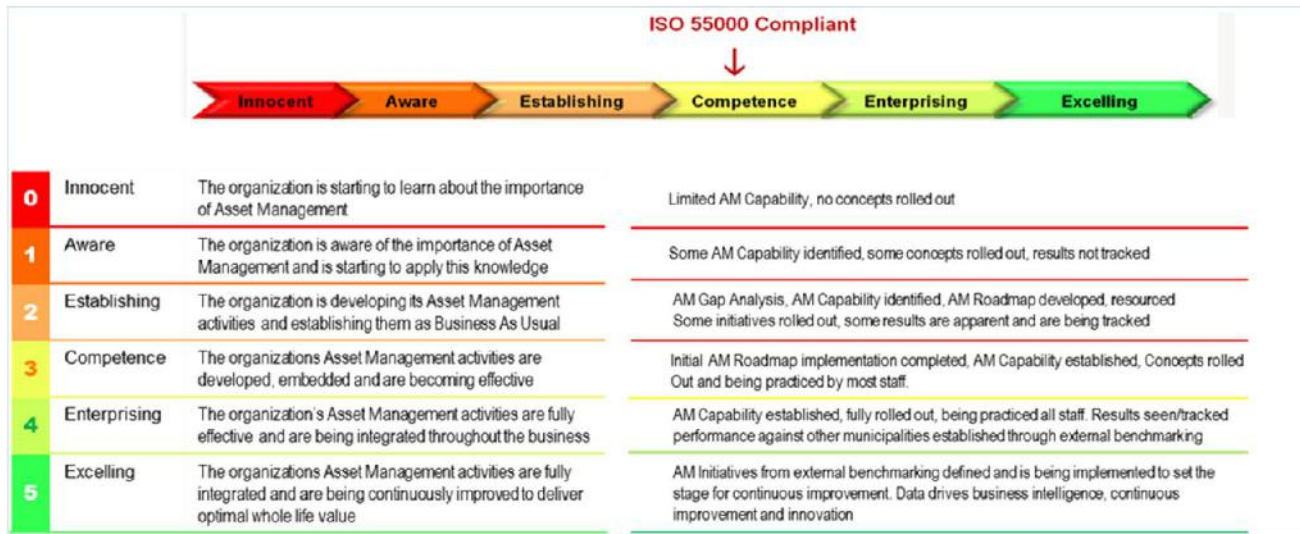 ISO 55000 Compliant
Innocent Aware Establishing Competence Enterprising Excelling
0 Innocent The organization is starting to learn about the importance
of Asset Management
Limited AM Capability, no concepts rolled out
1 Aware The organization is aware of the importance of Asset
Management and is starting to apply this knowledge
Some AM Capability identified, some concepts rolled out, results not tracked
2 Establishing The organization is developing its Asset Management
activities and establishing them as Business As Usual
AM Gap Analysis, AM Capability identified, AM Roadmap developed, resourced
Some initiatives rolled out, some results are apparent and are being tracked
3 Competence The organizations Asset Management activities are
developed, embedded and are becoming effective
Initial AM Roadmap implementation completed, AM Capability established, Concepts rolled
Out and being practiced by most staff.
4 Enterprising The organization's Asset Management activities are fully
effective and are being integrated throughout the business
AM Capability established, fully rolled out, being practiced all staff. Results seen/tracked
performance against other municipalities established through external benchmarking
5 Excelling The organizations Asset Management activities are fully
integrated and are being continuously improved to deliver
optimal whole life value
AM Initiatives from external benchmarking defined and is being implemented to set the
stage for continuous improvement. Data drives business intelligence, continuous
improvement and innovation